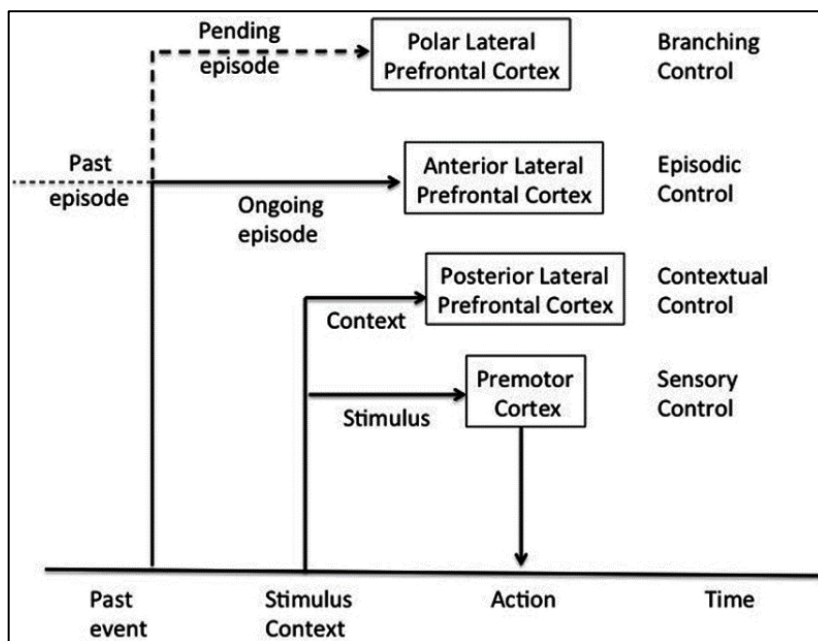 Pending
episode
Polar Lateral
Prefrontal Cortex
Branching
Control
Past
episode
Ongoing
episode
Anterior Lateral
Prefrontal Cortex
Episodic
Control
Context
Posterior Lateral
Prefrontal Cortex
Contextual
Control
Stimulus
Premotor
Cortex
Sensory
Control
Past
event
Stimulus
Context
Action
Time